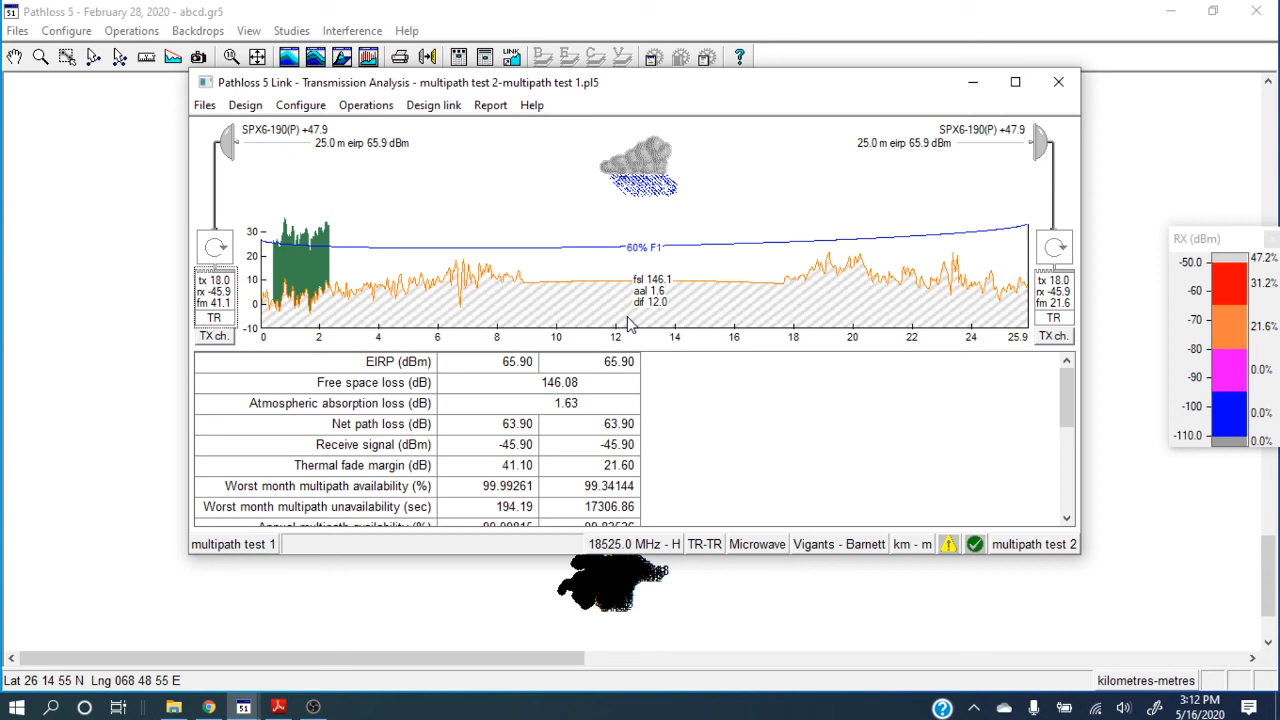 Pathloss 5 - February 28, 2020 - abcd.gr5
Files Configure Operations Backdrops View Studies Interference Help
LINK
Pathloss 5 Link - Transmission Analysis - multipath test 2-multipath test 1.pl5
Files Design Configure Operations Design link Report Help
SPX6-190(P) +47.9
25.0 m eirp 65.9 dBm
SPX6-190(P) +47.9
25.0 m eirp 65.9 dBm
30
20
10
0
-10
60% F1
fsl 146.1
aal 1.6
dif 12.0
0 2 4 6 8 10 12 14 16 18 20 22 24 25.9
tx 18.0
rx -45.9
fm 41.1
TR
TX ch.
tx 18.0
rx -45.9
fm 21.6
TR
TX ch.
EIRP (dBm) 65.90 65.90
Free space loss (dB) 146.08
Atmospheric absorption loss (dB) 1.63
Net path loss (dB) 63.90 63.90
Receive signal (dBm) -45.90 -45.90
Thermal fade margin (dB) 41.10 21.60
Worst month multipath availability (%) 99.99261 99.34144
Worst month multipath unavailability (sec) 194.19 17306.86
multipath test 1 18525.0 MHz - H TR-TR Microwave Vigants - Barnett km - m multipath test 2
RX (dBm)
-50.0
-60
-70
-80
-90
-100
-110.0
47.2%
31.2%
21.6%
0.0%
0.0%
0.0%
Lat 26 14 55 N Lng 068 48 55 E kilometres-metres
3:12 PM
5/16/2020